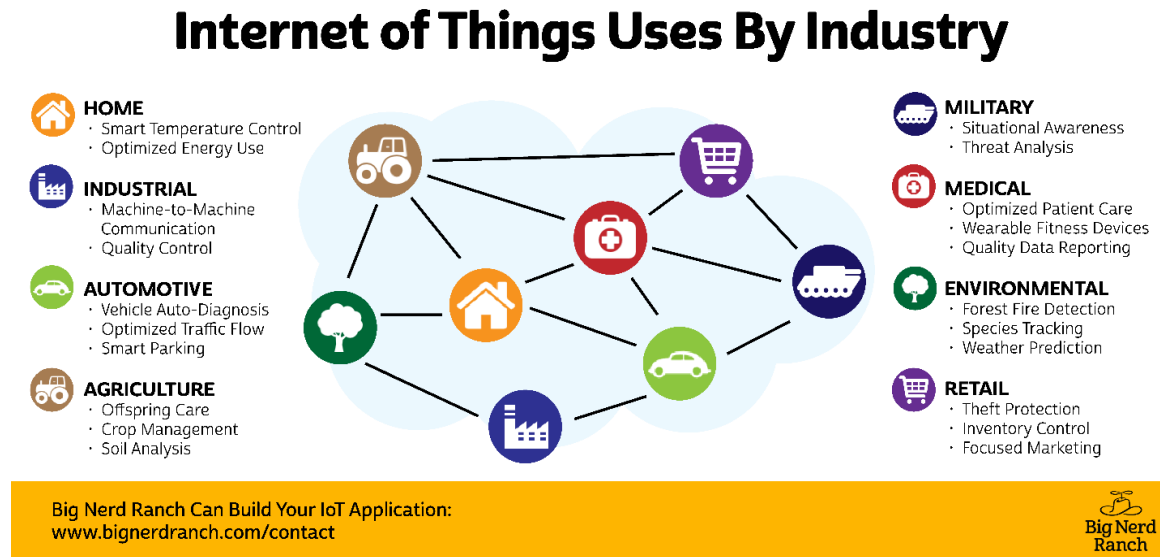 Internet of Things Uses By Industry
HOME
· Smart Temperature Control
· Optimized Energy Use
INDUSTRIAL
· Machine-to-Machine
Communication
· Quality Control
AUTOMOTIVE
· Vehicle Auto-Diagnosis
· Optimized Traffic Flow
· Smart Parking
AGRICULTURE
· Offspring Care
· Crop Management
· Soil Analysis
MILITARY
· Situational Awareness
· Threat Analysis
MEDICAL
· Optimized Patient Care
· Wearable Fitness Devices
· Quality Data Reporting
ENVIRONMENTAL
· Forest Fire Detection
· Species Tracking
· Weather Prediction
RETAIL
· Theft Protection
· Inventory Control
· Focused Marketing
Big Nerd Ranch Can Build Your IoT Application:
www.bignerdranch.com/contact
Big Nerd
Ranch